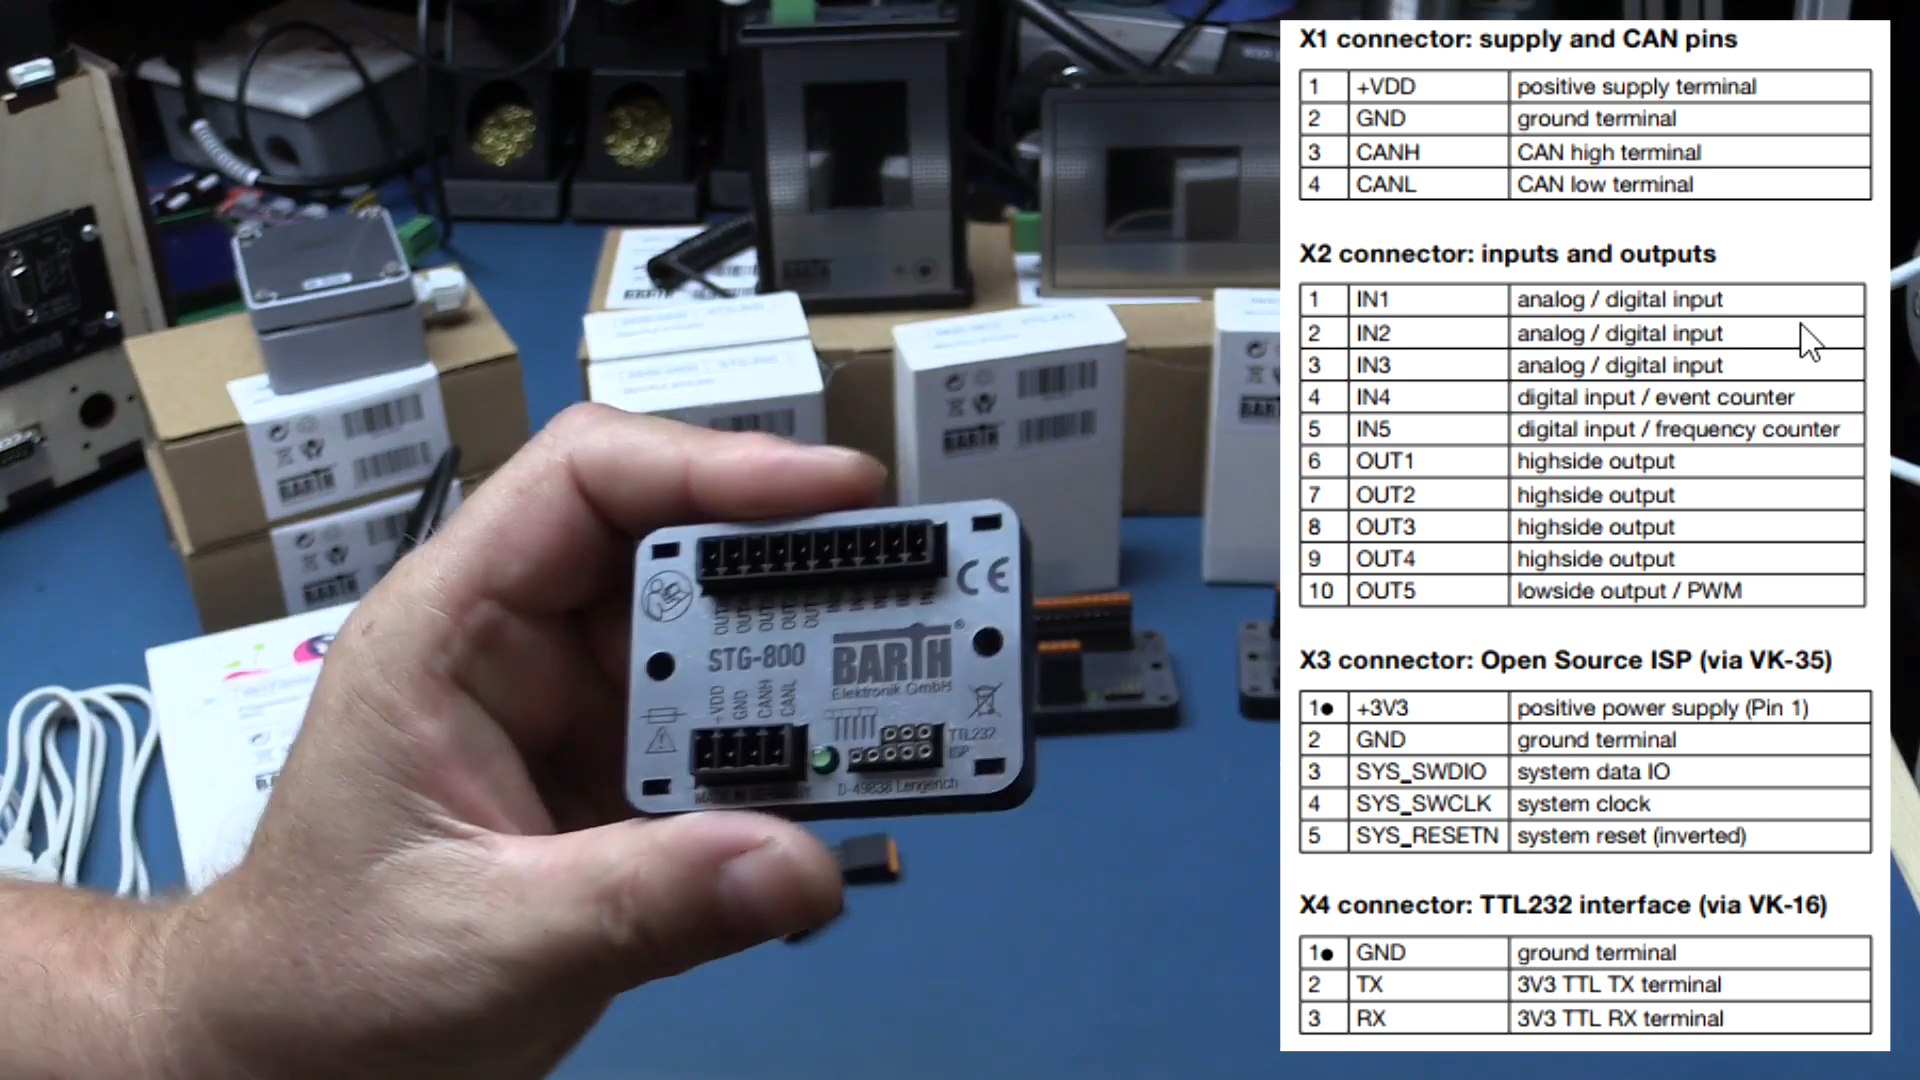 X1 connector: supply and CAN pins
1 +VDD positive supply terminal
2 GND ground terminal
3 CANH CAN high terminal
4 CANL CAN low terminal
X2 connector: inputs and outputs
1 IN1 analog / digital input
2 IN2 analog / digital input
3 IN3 analog / digital input
4 IN4 digital input / event counter
5 IN5 digital input / frequency counter
6 OUT1 highside output
7 OUT2 highside output
8 OUT3 highside output
9 OUT4 highside output
10 OUT5 lowside output / PWM
X3 connector: Open Source ISP (via VK-35)
1● +3V3 positive power supply (Pin 1)
2 GND ground terminal
3 SYS_SWDIO system data IO
4 SYS_SWCLK system clock
5 SYS_RESETN system reset (inverted)
X4 connector: TTL232 interface (via VK-16)
1● GND ground terminal
2 TX 3V3 TTL TX terminal
3 RX 3V3 TTL RX terminal
CE
STG-800
BARTH®
Elektronik GmbH
+VDD
GND
CANH
CANL
TTL232
ISP
MADE IN GERMANY
D-49838 Lengerich
BARTH
BARTH
BARTH
BARTH